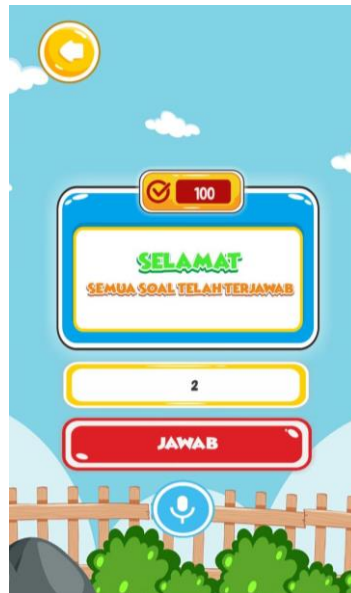 100
SELAMAT
SEMUA SOAL TELAH TERJAWAB
2
JAWAB